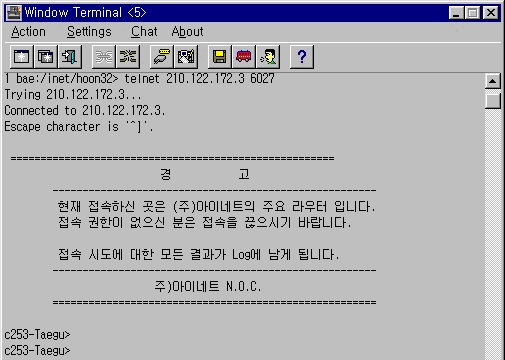 Window Terminal <5>
Action Settings Chat About
1 bae:/inet/hoon32> telnet 210.122.172.3 6027
Trying 210.122.172.3...
Connected to 210.122.172.3.
Escape character is '^]'.
======================================================
경 고
------------------------------------------------------
현재 접속하신 곳은 (주)아이네트의 주요 라우터 입니다.
접속 권한이 없으신 분은 접속을 끊으시기 바랍니다.
접속 시도에 대한 모든 결과가 Log에 남게 됩니다.
------------------------------------------------------
주)아이네트 N.O.C.
======================================================
c253-Taegu>
c253-Taegu>